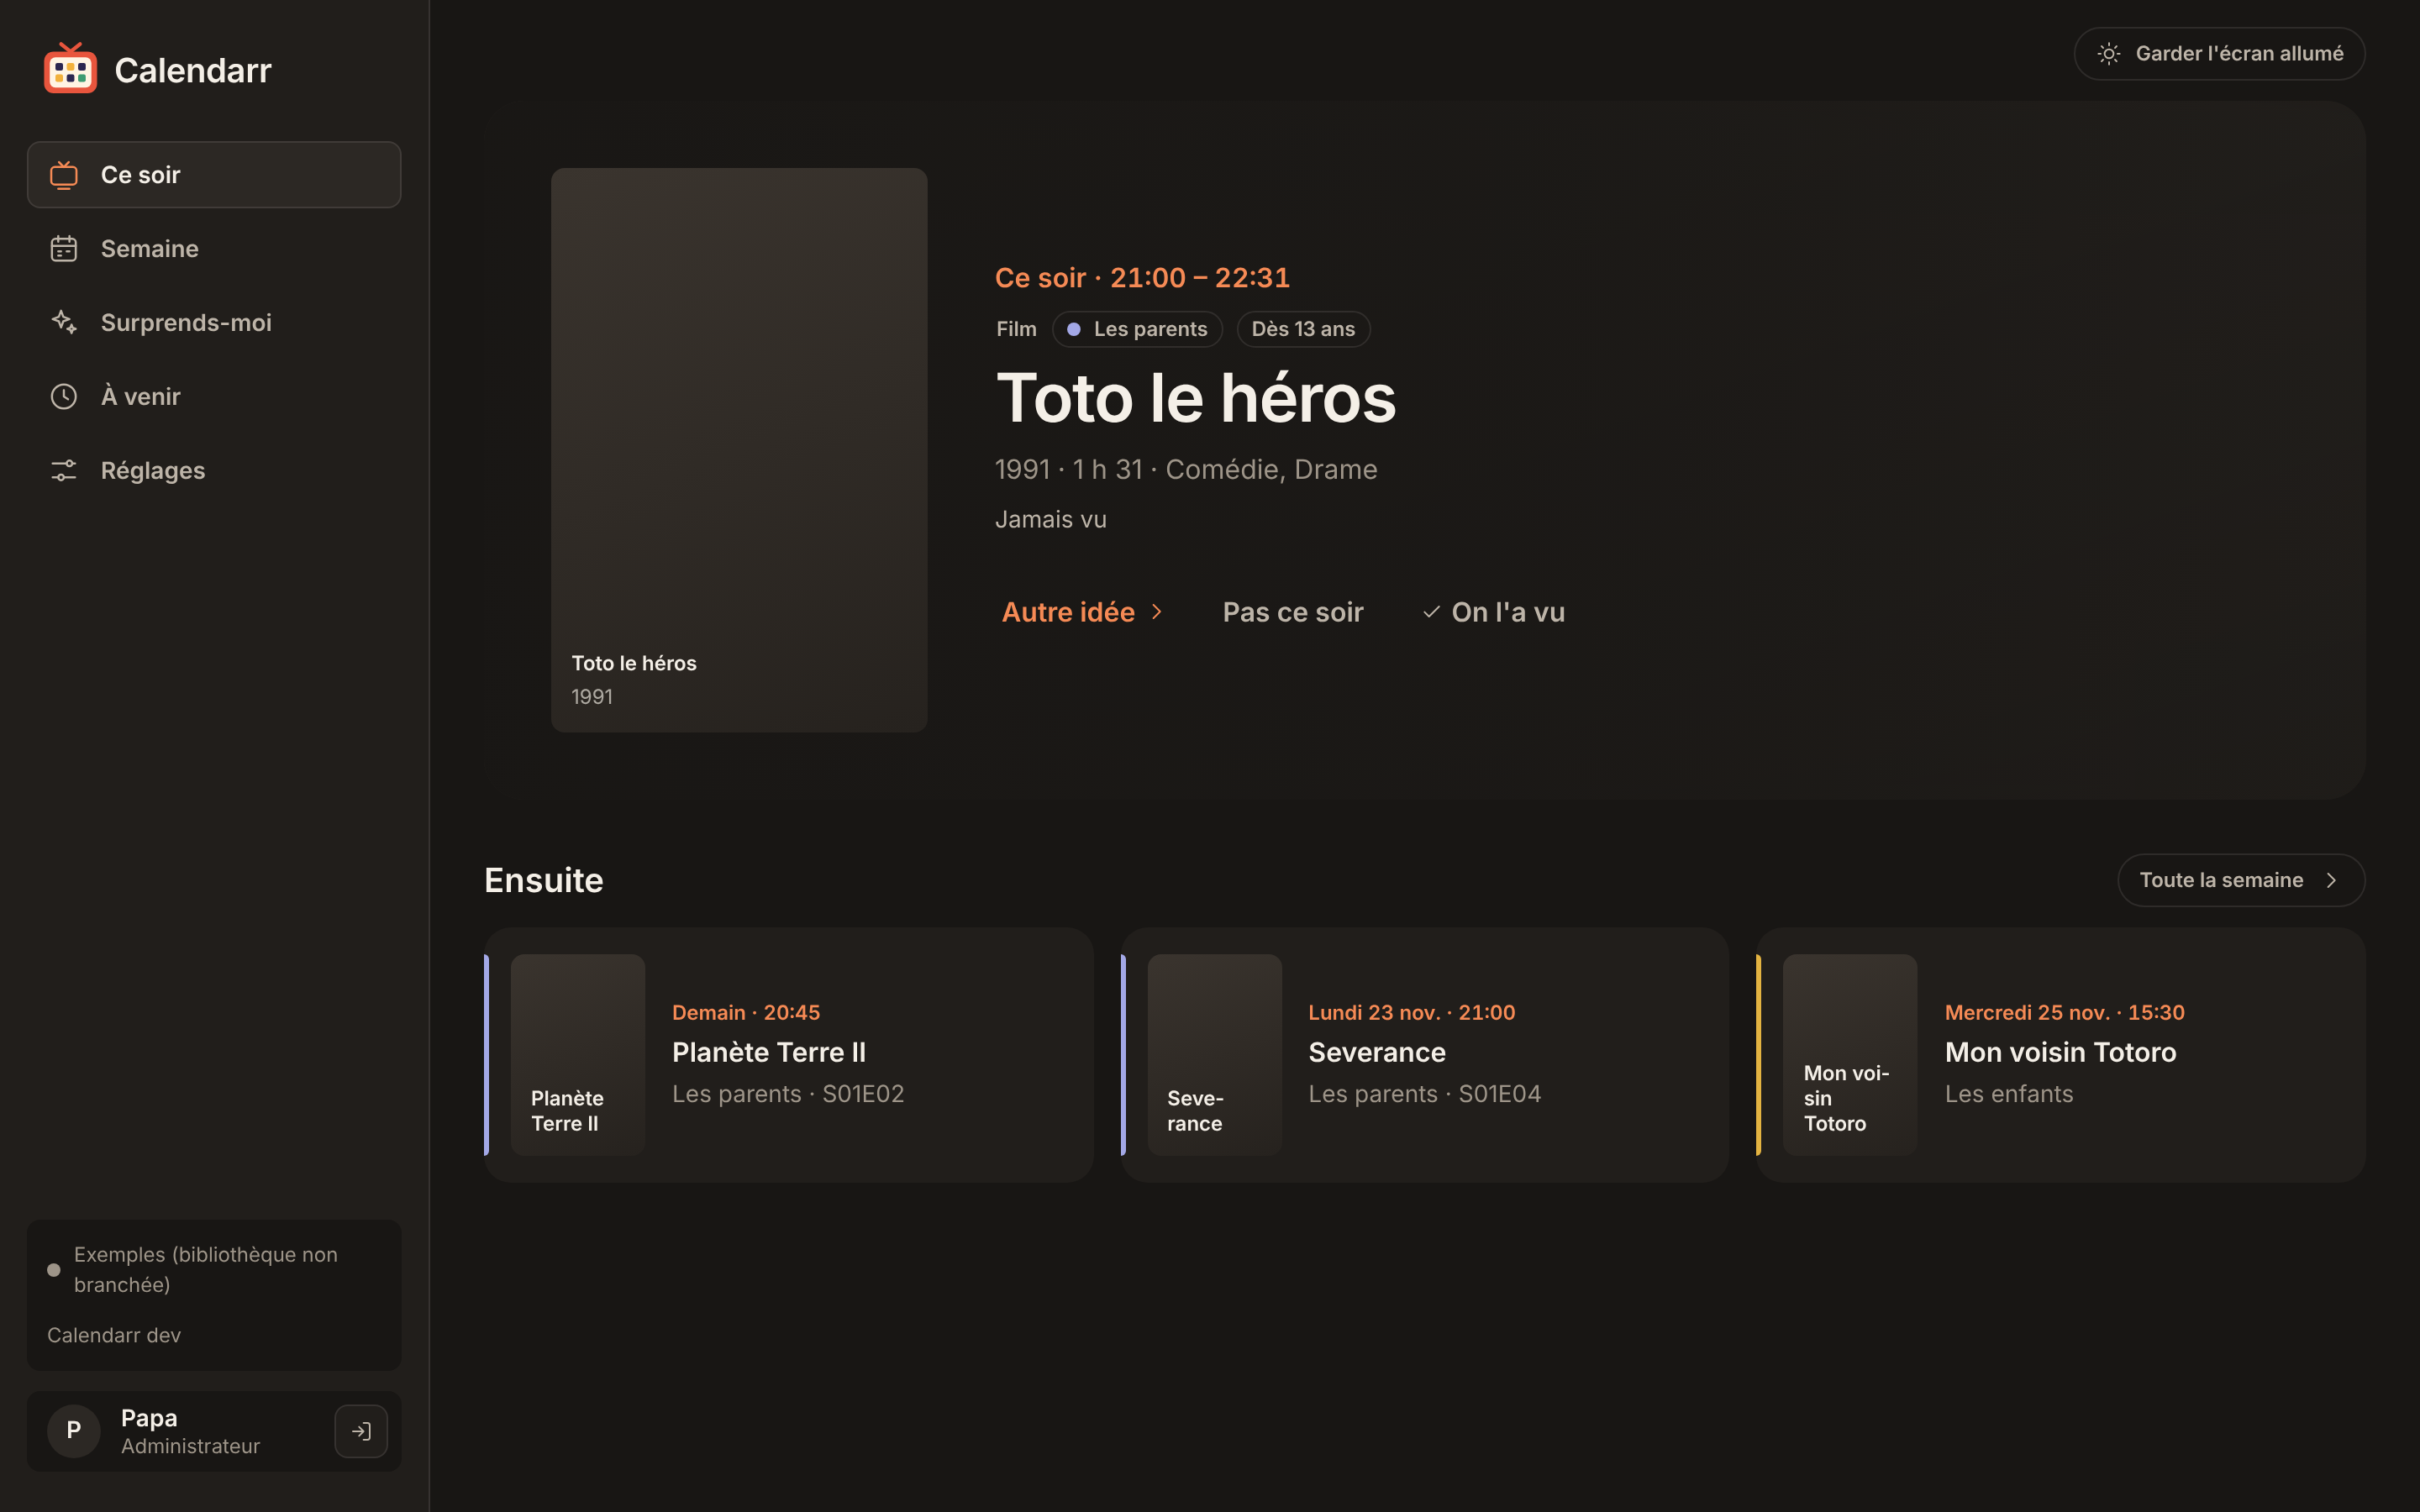 Calendarr
Ce soir
Semaine
Surprends-moi
À venir
Réglages
Exemples (bibliothèque non
branchée)
Calendarr dev
P
Papa
Administrateur
Garder l'écran allumé
Toto le héros
1991
Ce soir · 21:00 – 22:31
Film
Les parents
Dès 13 ans
Toto le héros
1991 · 1 h 31 · Comédie, Drame
Jamais vu
Autre idée
Pas ce soir
On l'a vu
Ensuite
Toute la semaine
Planète
Terre II
Demain · 20:45
Planète Terre II
Les parents · S01E02
Seve-
rance
Lundi 23 nov. · 21:00
Severance
Les parents · S01E04
Mon voi-
sin
Totoro
Mercredi 25 nov. · 15:30
Mon voisin Totoro
Les enfants